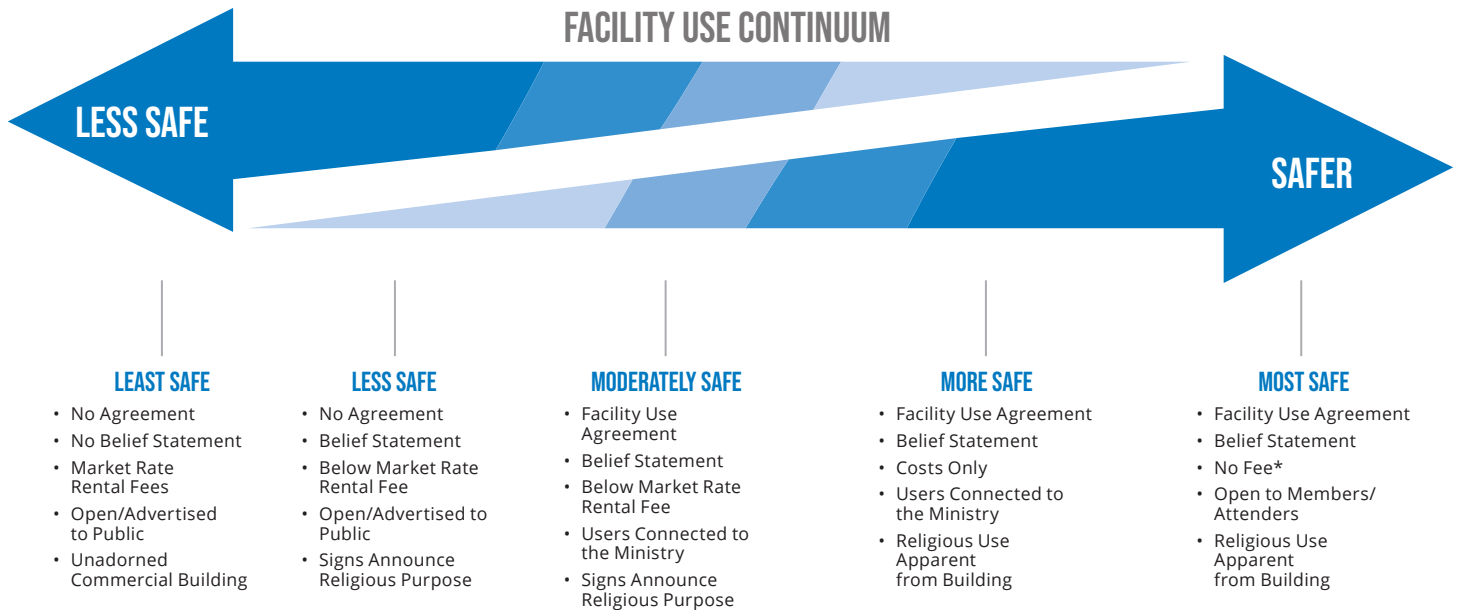 FACILITY USE CONTINUUM
LESS SAFE
SAFER
LEAST SAFE
• No Agreement
• No Belief Statement
• Market Rate
Rental Fees
• Open/Advertised
to Public
• Unadorned
Commercial Building
LESS SAFE
• No Agreement
• Belief Statement
• Below Market Rate
Rental Fee
• Open/Advertised to
Public
• Signs Announce
Religious Purpose
MODERATELY SAFE
• Facility Use
Agreement
• Belief Statement
• Below Market Rate
Rental Fee
• Users Connected to
the Ministry
• Signs Announce
Religious Purpose
MORE SAFE
• Facility Use Agreement
• Belief Statement
• Costs Only
• Users Connected to
the Ministry
• Religious Use
Apparent
from Building
MOST SAFE
• Facility Use Agreement
• Belief Statement
• No Fee*
• Open to Members/
Attenders
• Religious Use
Apparent
from Building